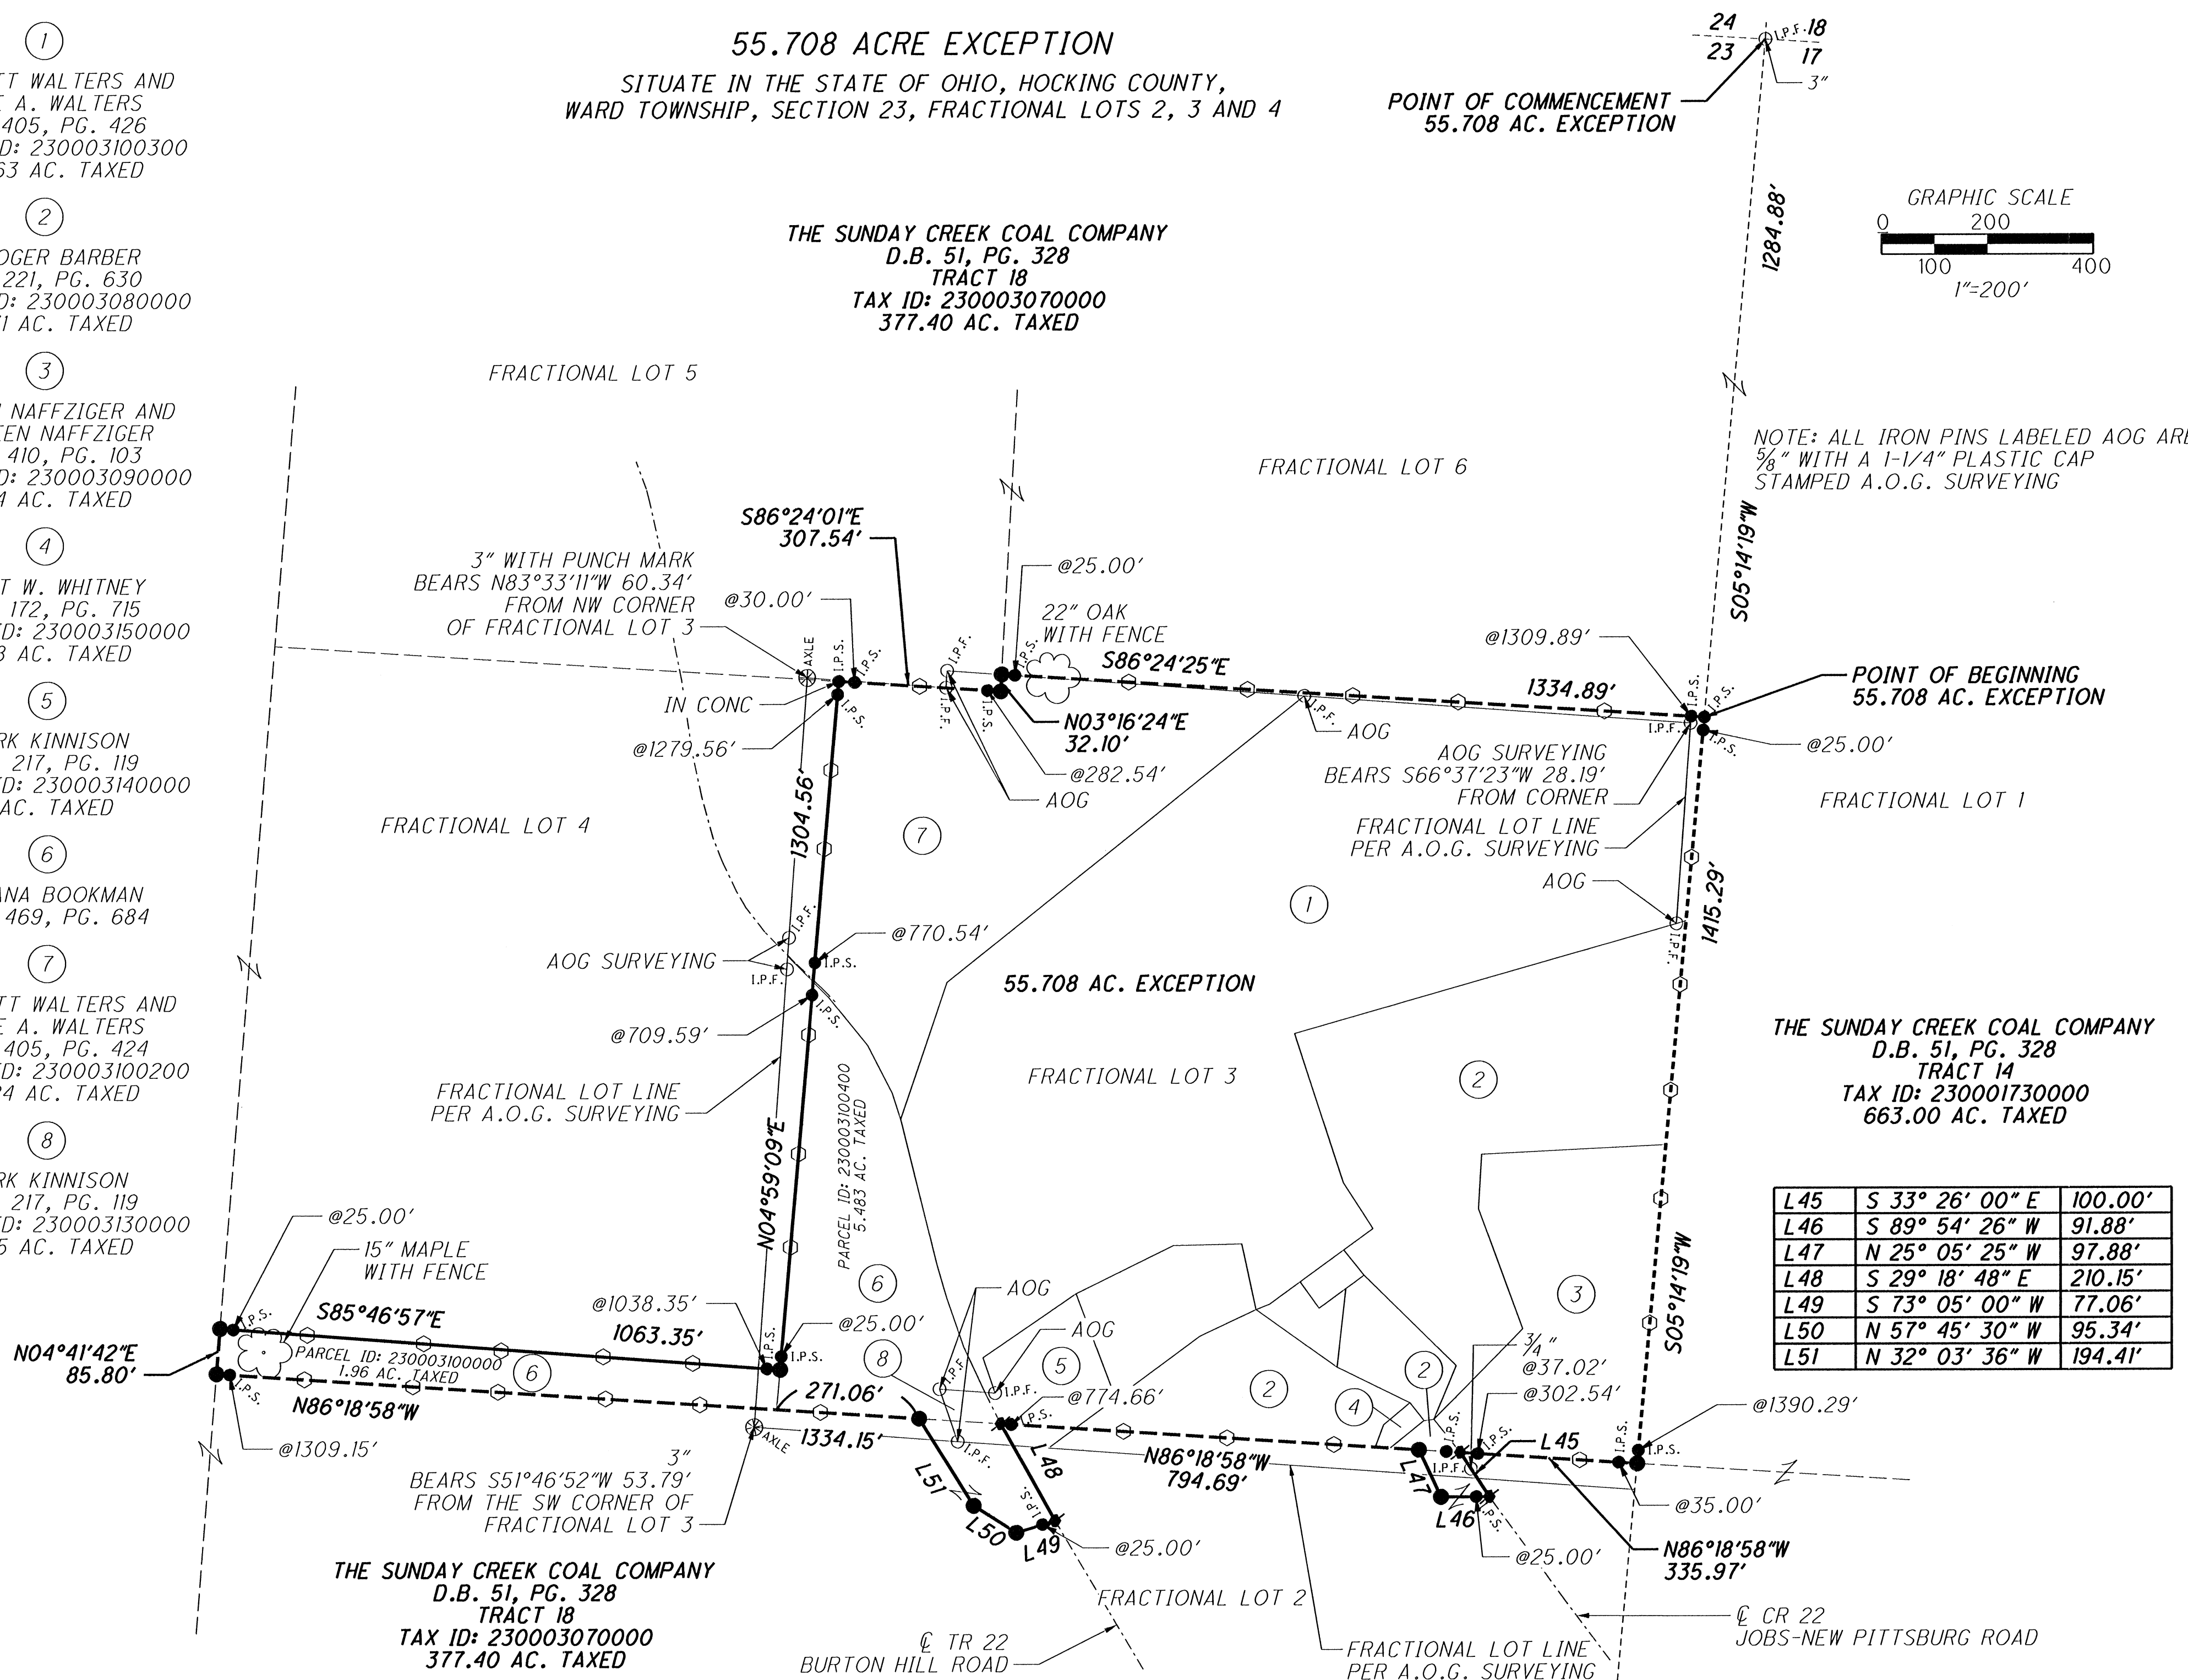 55.708 ACRE EXCEPTION
SITUATE IN THE STATE OF OHIO, HOCKING COUNTY,
WARD TOWNSHIP, SECTION 23, FRACTIONAL LOTS 2, 3 AND 4
1
WALTERS AND
A. WALTERS
405, PG. 426
230003100300
AC. TAXED
2
BARBER
221, PG. 630
230003080000
AC. TAXED
3
NAFFZIGER AND
NAFFZIGER
410, PG. 103
230003090000
AC. TAXED
4
W. WHITNEY
172, PG. 715
230003150000
AC. TAXED
5
KINNISON
217, PG. 119
230003140000
AC. TAXED
6
BOOKMAN
469, PG. 684
7
WALTERS AND
A. WALTERS
405, PG. 424
230003100200
AC. TAXED
8
KINNISON
217, PG. 119
230003130000
AC. TAXED
24
I.P.F. 18
23
17
3"
POINT OF COMMENCEMENT
55.708 AC. EXCEPTION
1284.88'
GRAPHIC SCALE
0 200
100 400
1"=200'
THE SUNDAY CREEK COAL COMPANY
D.B. 51, PG. 328
TRACT 18
TAX ID: 230003070000
377.40 AC. TAXED
NOTE: ALL IRON PINS LABELED AOG
5/8" WITH A 1-1/4" PLASTIC CAP
STAMPED A.O.G. SURVEYING
S05°14'19"W
FRACTIONAL LOT 5
FRACTIONAL LOT 6
S86°24'01"E
307.54'
3" WITH PUNCH MARK
BEARS N83°33'11"W 60.34'
FROM NW CORNER
OF FRACTIONAL LOT 3
@30.00'
AXLE
I.P.S.
I.P.S.
IN CONC
I.P.S.
@1279.56'
I.P.F.
I.P.F.
I.P.S.
I.P.S.
@25.00'
22" OAK
WITH FENCE
S86°24'25"E
1334.89'
N03°16'24"E
32.10'
@282.54'
AOG
I.P.F.
AOG
@1309.89'
I.P.S.
I.P.S.
I.P.F.
I.P.S.
POINT OF BEGINNING
55.708 AC. EXCEPTION
@25.00'
AOG SURVEYING
BEARS S66°37'23"W 28.19'
FROM CORNER
FRACTIONAL LOT LINE
PER A.O.G. SURVEYING
AOG
I.P.F.
FRACTIONAL LOT 1
1415.29'
FRACTIONAL LOT 4
1304.56'
7
1
I.P.F.
AOG SURVEYING
I.P.F.
@770.54'
I.P.S.
I.P.S.
@709.59'
55.708 AC. EXCEPTION
FRACTIONAL LOT LINE
PER A.O.G. SURVEYING
PARCEL ID: 230003100400
5.483 AC. TAXED
FRACTIONAL LOT 3
2
THE SUNDAY CREEK COAL COMPANY
D.B. 51, PG. 328
TRACT 14
TAX ID: 230001730000
663.00 AC. TAXED
N04°59'09"E
S05°14'19"W
L45 S 33° 26' 00" E 100.00'
L46 S 89° 54' 26" W 91.88'
L47 N 25° 05' 25" W 97.88'
L48 S 29° 18' 48" E 210.15'
L49 S 73° 05' 00" W 77.06'
L50 N 57° 45' 30" W 95.34'
L51 N 32° 03' 36" W 194.41'
@25.00'
15" MAPLE
WITH FENCE
I.P.S.
S85°46'57"E
1063.35'
@1038.35'
I.P.S.
I.P.S.
@25.00'
N04°41'42"E
85.80'
PARCEL ID: 230003100000
1.96 AC. TAXED
6
I.P.S.
N86°18'58"W
@1309.15'
6
8
AOG
AOG
I.P.F.
I.P.F.
I.P.F.
5
@774.66'
I.P.S.
2
4
2
3
3/4"
@37.02'
@302.54'
I.P.S.
I.P.S.
I.P.F.
L45
I.P.S.
I.P.S.
@1390.29'
271.06'
1334.15'
AXLE
3"
BEARS S51°46'52"W 53.79'
FROM THE SW CORNER OF
FRACTIONAL LOT 3
L51
L50
L49
L48
I.P.S.
@25.00'
N86°18'58"W
794.69'
L47
L46
I.P.S.
@25.00'
@35.00'
N86°18'58"W
335.97'
THE SUNDAY CREEK COAL COMPANY
D.B. 51, PG. 328
TRACT 18
TAX ID: 230003070000
377.40 AC. TAXED
FRACTIONAL LOT 2
℄ TR 22
BURTON HILL ROAD
FRACTIONAL LOT LINE
PER A.O.G. SURVEYING
℄ CR 22
JOBS-NEW PITTSBURG ROAD